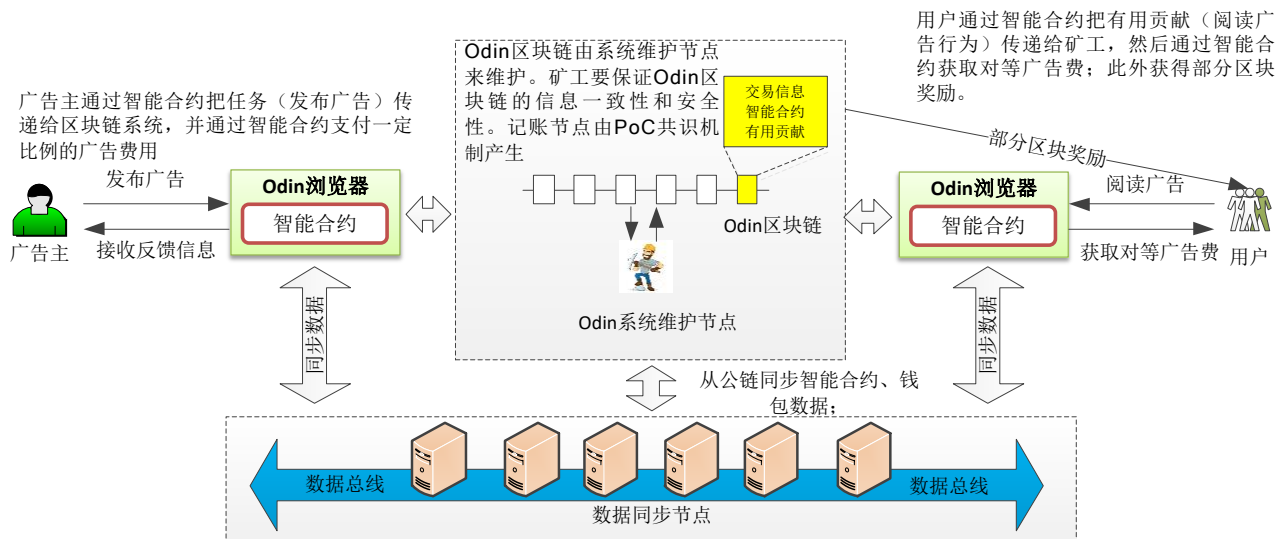 Odin区块链由系统维护节点
来维护。矿工要保证Odin区
块链的信息一致性和安全
性。记账节点由PoC共识机
制产生
交易信息
智能合约
有用贡献
用户通过智能合约把有用贡献（阅读广
告行为）传递给矿工，然后通过智能合
约获取对等广告费；此外获得部分区块
奖励。
广告主通过智能合约把任务（发布广告）传
递给区块链系统，并通过智能合约支付一定
比例的广告费用
发布广告
接收反馈信息
广告主
Odin浏览器
智能合约
Odin区块链
Odin系统维护节点
部分区块奖励
Odin浏览器
智能合约
阅读广告
获取对等广告费
用户
同步数据
同步数据
从公链同步智能合约、钱
包数据；
数据总线
数据总线
数据同步节点